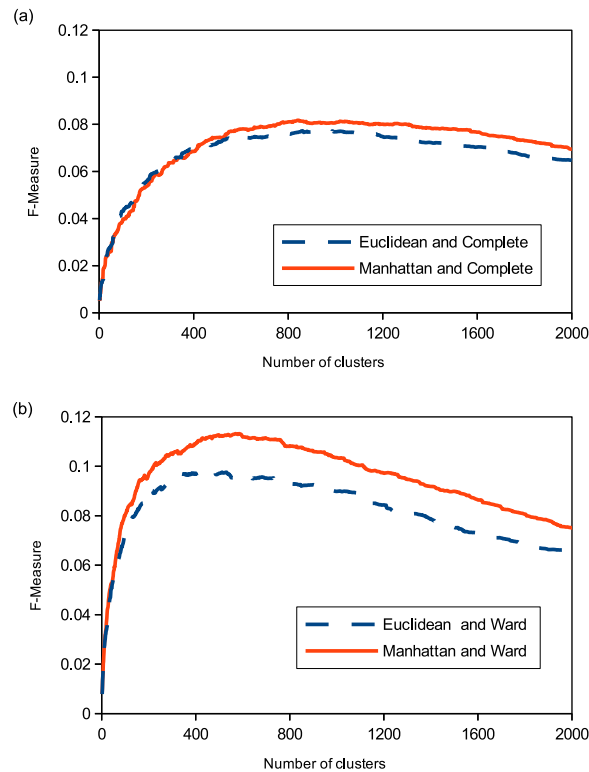 (a)
0.12
0.1
0.08
0.06
0.04
0.02
0
F-Measure
Euclidean and Complete
Manhattan and Complete
0 400 800 1200 1600 2000
Number of clusters
(b)
0.12
0.1
0.08
0.06
0.04
0.02
0
F-Measure
Euclidean and Ward
Manhattan and Ward
0 400 800 1200 1600 2000
Number of clusters